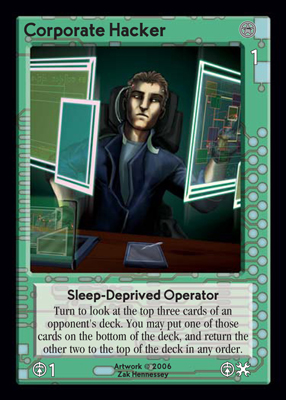 Corporate Hacker
1
Sleep-Deprived Operator
Turn to look at the top three cards of an
opponent's deck. You may put one of those
cards on the bottom of the deck, and return the
other two to the top of the deck in any order.
1
Artwork © 2006
Zak Hennessey